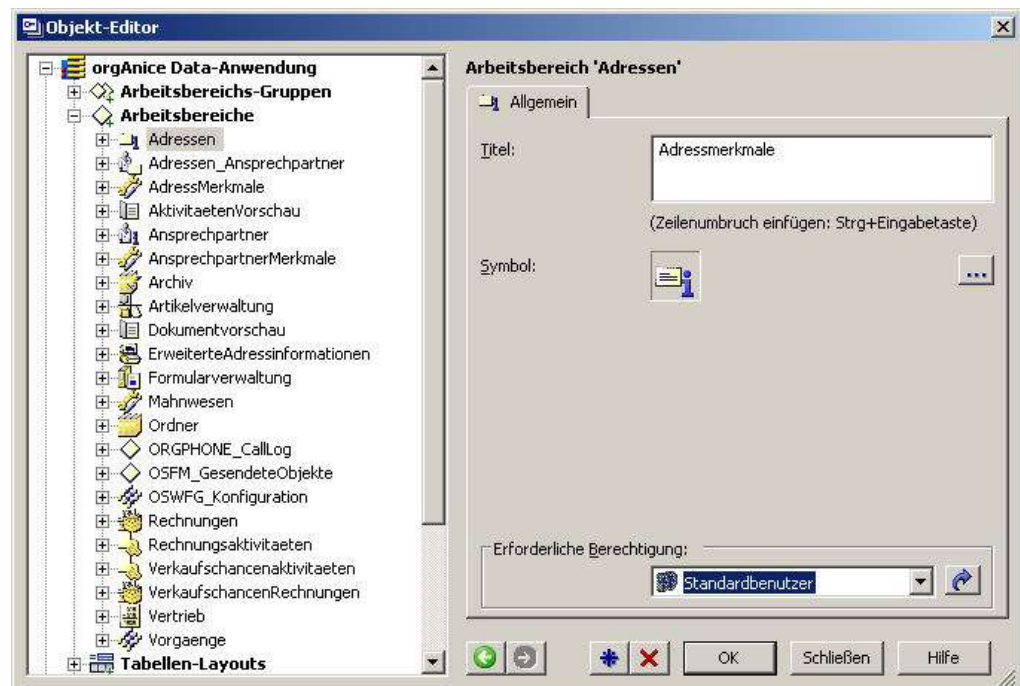 Objekt-Editor
orgAnice Data-Anwendung
Arbeitsbereichs-Gruppen
Arbeitsbereiche
Adressen
Adressen_Ansprechpartner
AdressMerkmale
AktivitaetenVorschau
Ansprechpartner
AnsprechpartnerMerkmale
Archiv
Artikelverwaltung
Dokumentvorschau
ErweiterteAdressinformationen
Formularverwaltung
Mahnwesen
Ordner
ORGPHONE_CallLog
OSFM_GesendeteObjekte
OSWFG_Konfiguration
Rechnungen
Rechnungsaktivitaeten
Verkaufschancenaktivitaeten
VerkaufschancenRechnungen
Vertrieb
Vorgaenge
Tabellen-Layouts
Arbeitsbereich 'Adressen'
Allgemein
Titel:
Adressmerkmale
(Zeilenumbruch einfügen: Strg+Eingabetaste)
Symbol:
...
Erforderliche Berechtigung:
Standardbenutzer
OK
Schließen
Hilfe